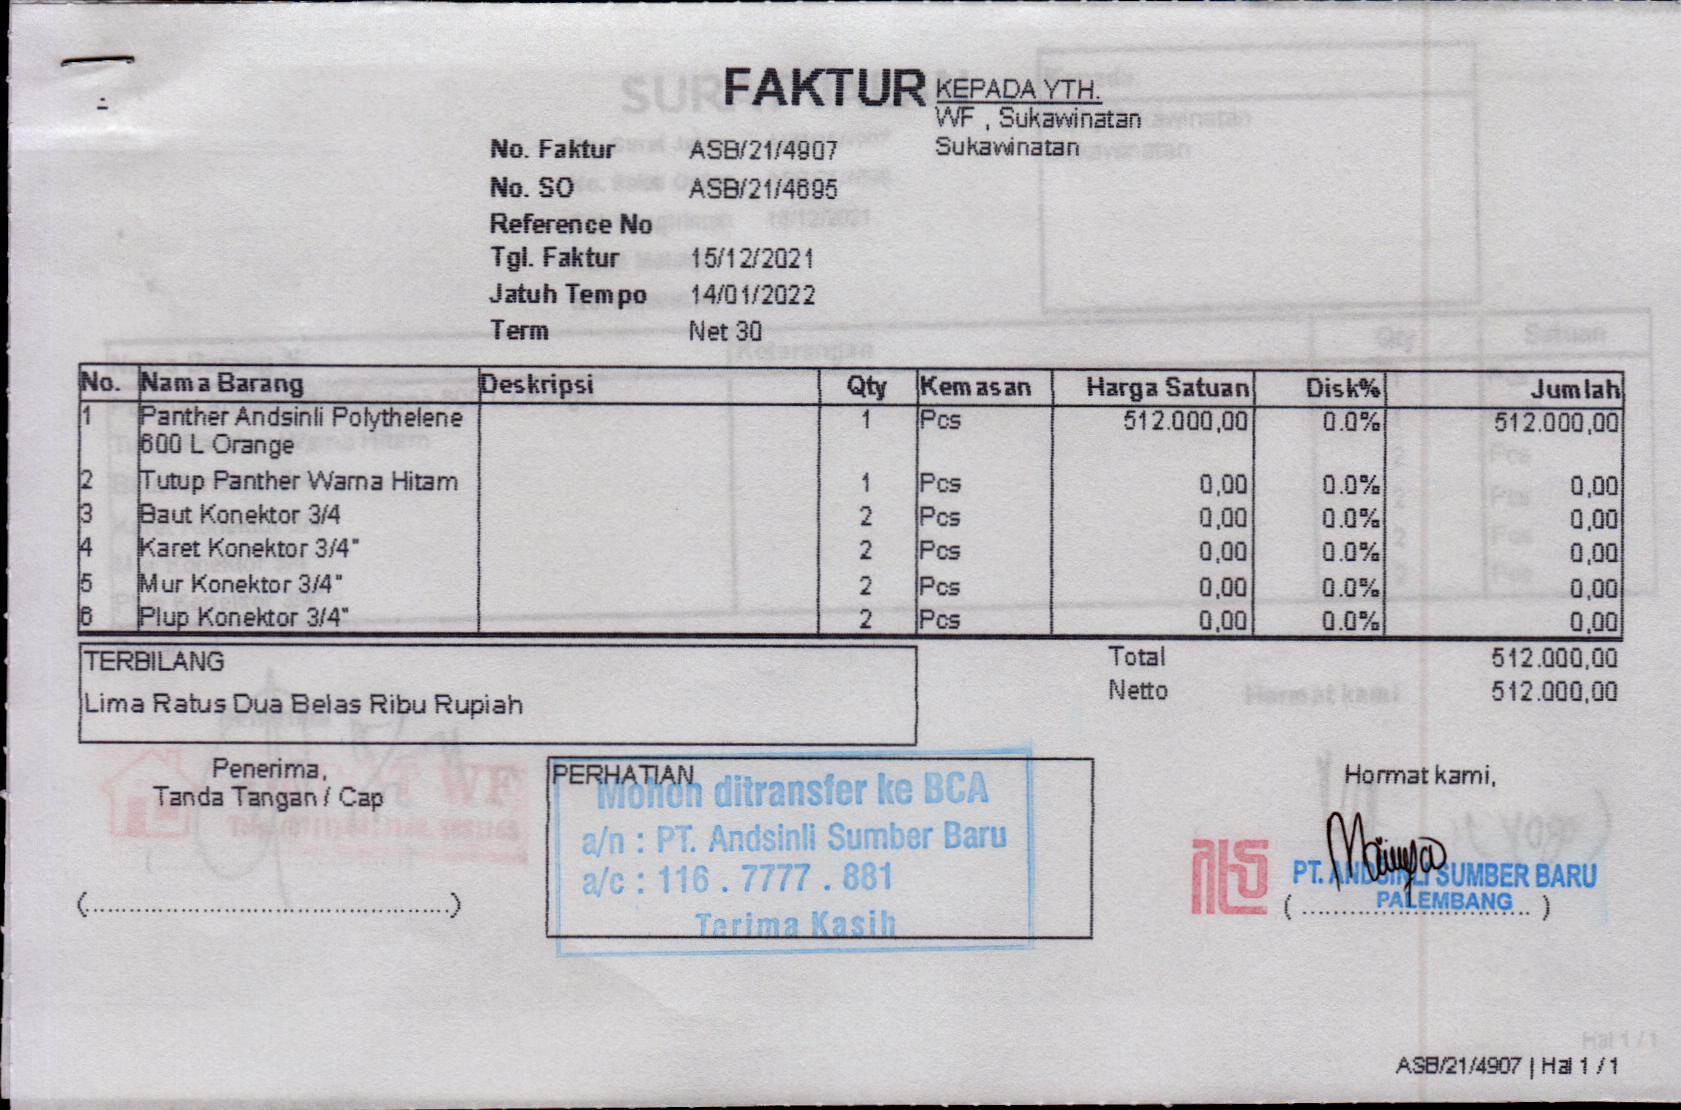 FAKTUR
KEPADA YTH.
WF , Sukawinatan
Sukawinatan
No. Faktur ASB/21/4907
No. SO ASB/21/4695
Reference No
Tgl. Faktur 15/12/2021
Jatuh Tempo 14/01/2022
Term Net 30
No. Nama Barang Deskripsi Qty Kemasan Harga Satuan Disk% Jumlah
1 Panther Andsinli Polythelene 1 Pcs 512.000,00 0.0% 512.000,00
600 L Orange
2 Tutup Panther Warna Hitam 1 Pcs 0,00 0.0% 0,00
3 Baut Konektor 3/4 2 Pcs 0,00 0.0% 0,00
4 Karet Konektor 3/4" 2 Pcs 0,00 0.0% 0,00
5 Mur Konektor 3/4" 2 Pcs 0,00 0.0% 0,00
6 Plup Konektor 3/4" 2 Pcs 0,00 0.0% 0,00
TERBILANG
Lima Ratus Dua Belas Ribu Rupiah
Total 512.000,00
Netto 512.000,00
Penerima,
Tanda Tangan / Cap
(..........................................)
PERHATIAN
Mohon ditransfer ke BCA
a/n : PT. Andsinli Sumber Baru
a/c : 116 . 7777 . 881
Terima Kasih
Hormat kami,
PT. ANDSINLI SUMBER BARU
PALEMBANG
( .......................... )
ASB/21/4907 | Hal 1 / 1